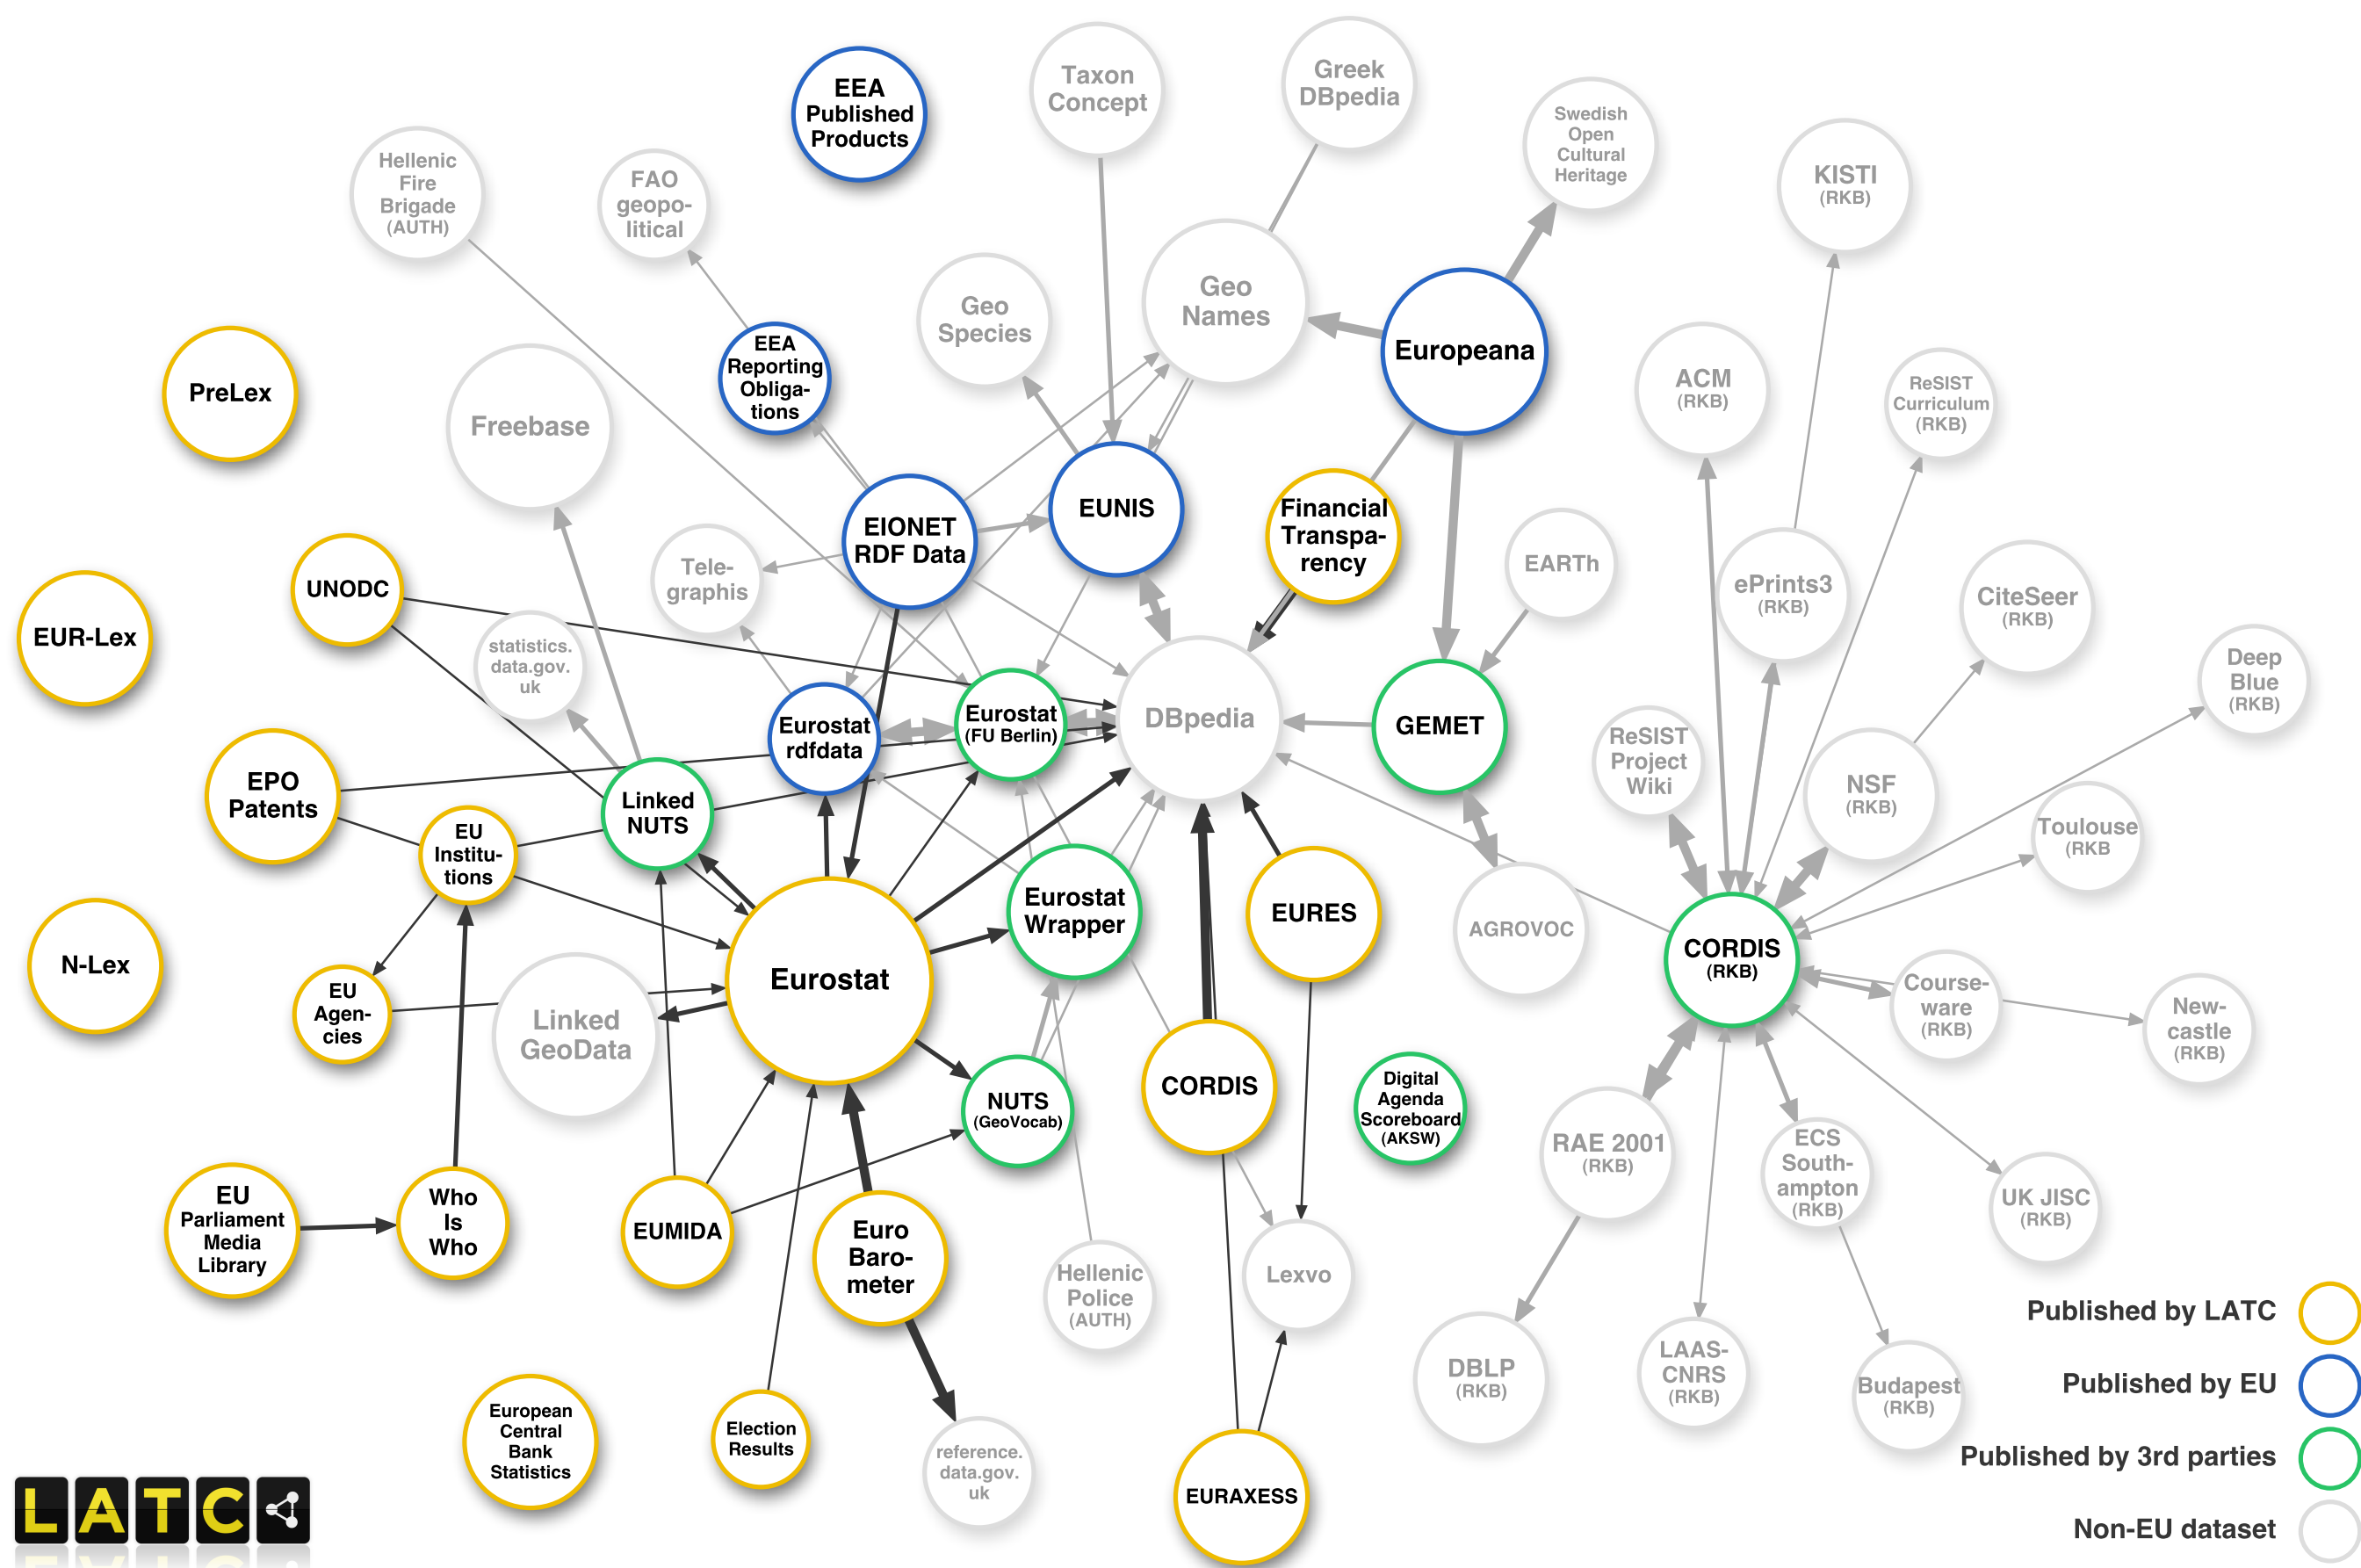 EEA
Published
Products
Taxon
Concept
Greek
DBpedia
Swedish
Open
Cultural
Heritage
KISTI
(RKB)
Hellenic
Fire
Brigade
(AUTH)
FAO
geopo-
litical
Geo
Species
Geo
Names
Europeana
EEA
Reporting
Obliga-
tions
PreLex
Freebase
ACM
(RKB)
ReSIST
Curriculum
(RKB)
EIONET
RDF Data
EUNIS
Financial
Transpa-
rency
EARTh
ePrints3
(RKB)
CiteSeer
(RKB)
Tele-
graphis
UNODC
EUR-Lex
statistics.
data.gov.
uk
Deep
Blue
(RKB)
Eurostat
rdfdata
Eurostat
(FU Berlin)
DBpedia
GEMET
ReSIST
Project
Wiki
NSF
(RKB)
EPO
Patents
Linked
NUTS
Toulouse
(RKB
EU
Institu-
tions
Eurostat
Wrapper
EURES
AGROVOC
CORDIS
(RKB)
N-Lex
Eurostat
EU
Agen-
cies
Linked
GeoData
Course-
ware
(RKB)
New-
castle
(RKB)
NUTS
(GeoVocab)
CORDIS
Digital
Agenda
Scoreboard
(AKSW)
RAE 2001
(RKB)
ECS
South-
ampton
(RKB)
UK JISC
(RKB)
EU
Parliament
Media
Library
Who
Is
Who
EUMIDA
Euro
Baro-
meter
Hellenic
Police
(AUTH)
Lexvo
DBLP
(RKB)
LAAS-
CNRS
(RKB)
Budapest
(RKB)
European
Central
Bank
Statistics
Election
Results
reference.
data.gov.
uk
EURAXESS
Published by LATC
Published by EU
Published by 3rd parties
Non-EU dataset
LATC